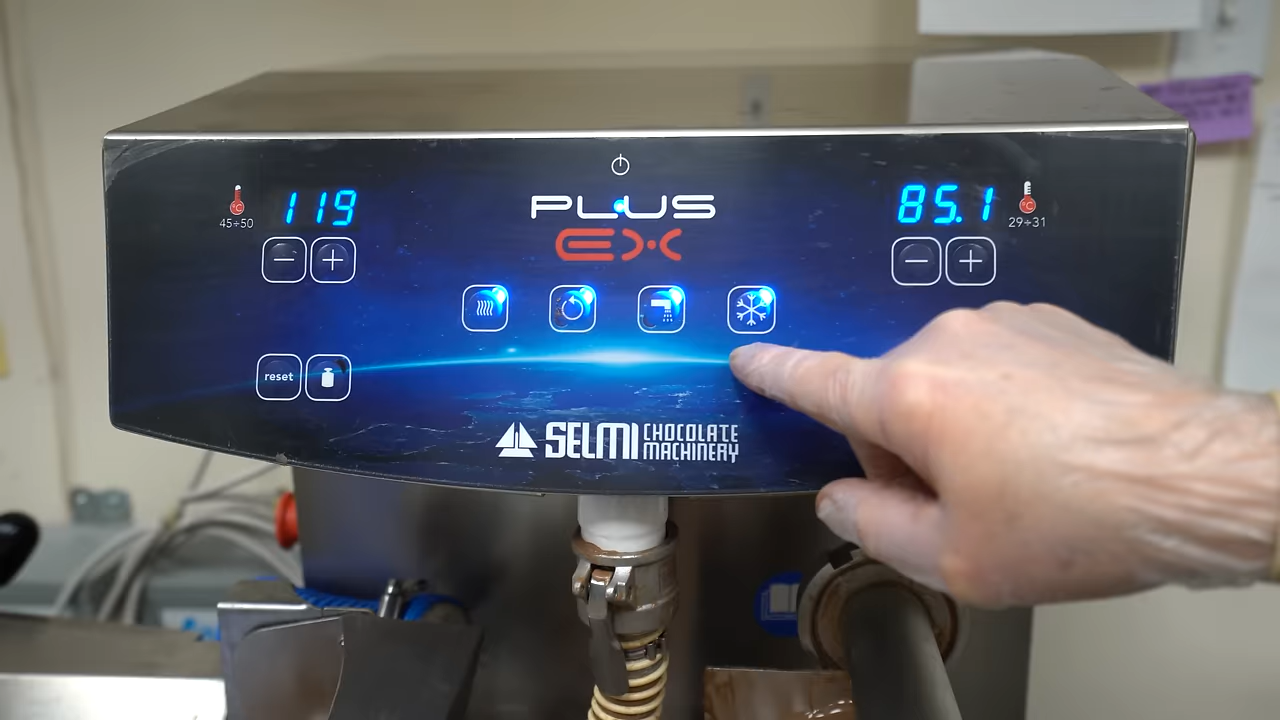 119
°C
45÷50
PLUS
EX
85.1
°C
29÷31
reset
SELMI CHOCOLATE
MACHINERY